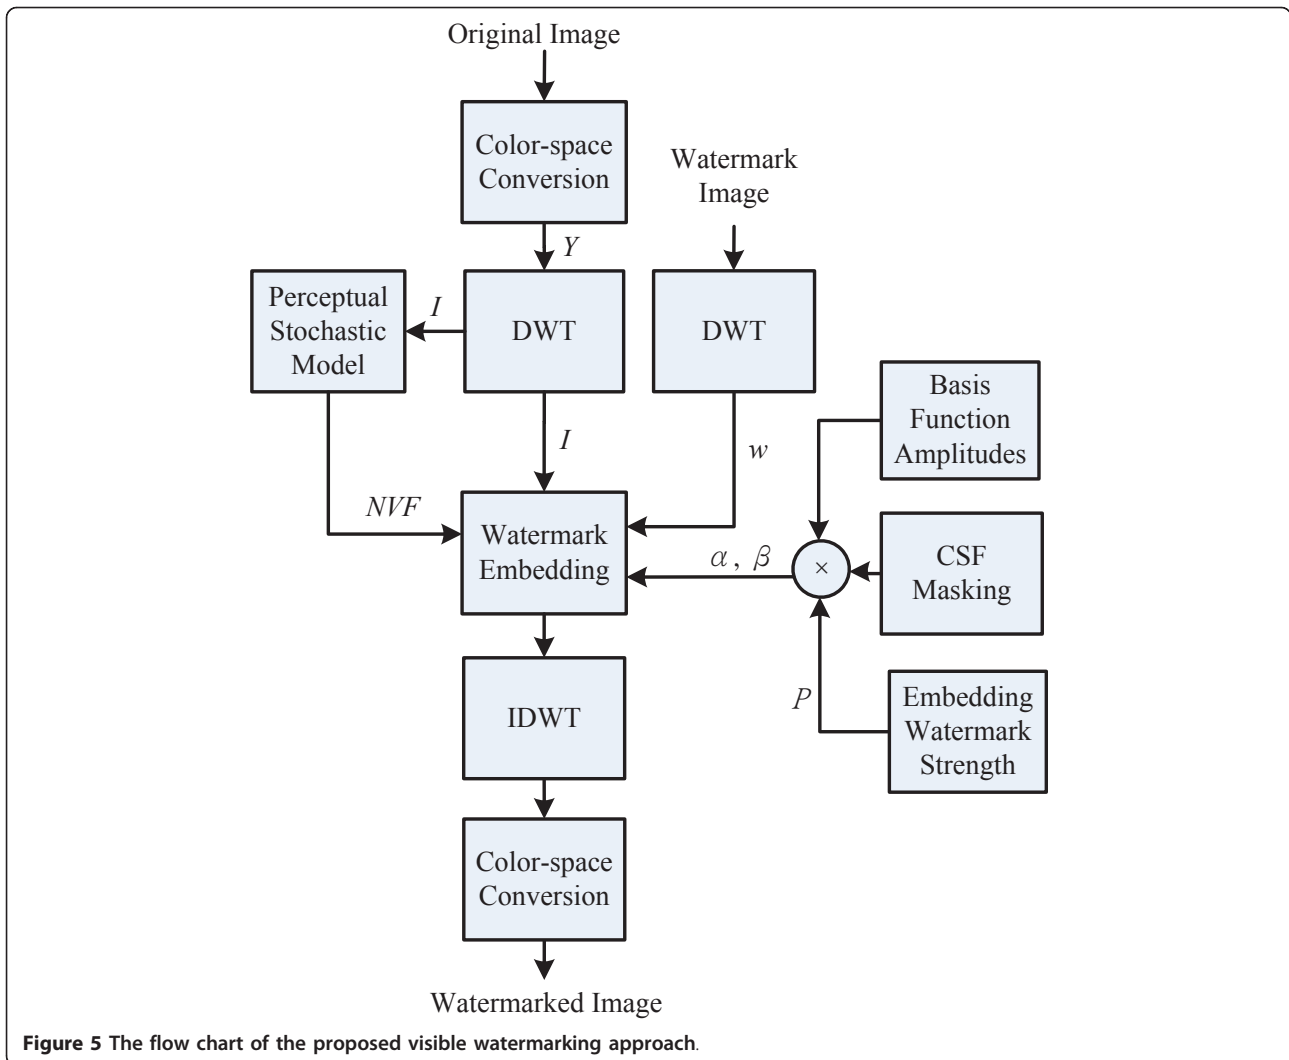 Original Image
Color-space
Conversion
Watermark
Image
Y
Perceptual
Stochastic
Model
I
DWT
DWT
Basis
Function
Amplitudes
I
w
NVF
Watermark
Embedding
α, β
×
CSF
Masking
IDWT
P
Embedding
Watermark
Strength
Color-space
Conversion
Watermarked Image
Figure 5 The flow chart of the proposed visible watermarking approach.